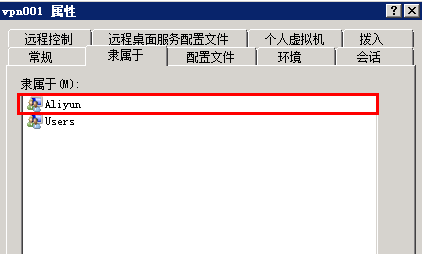 vpn001 属性
远程控制 远程桌面服务配置文件 个人虚拟机 拨入
常规 隶属于 配置文件 环境 会话
隶属于(M):
Aliyun
Users